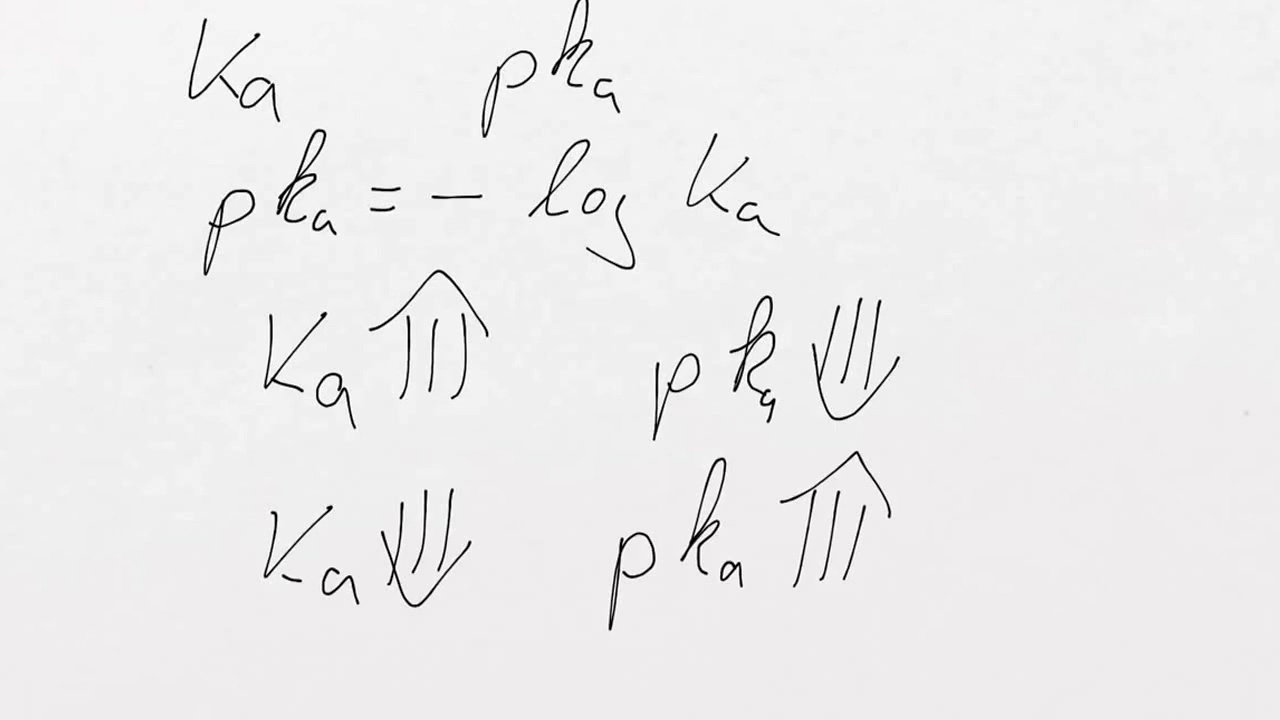 Ka pka
pka = - log Ka
Ka ⇑ pka ⇓
Ka ⇓ pka ⇑